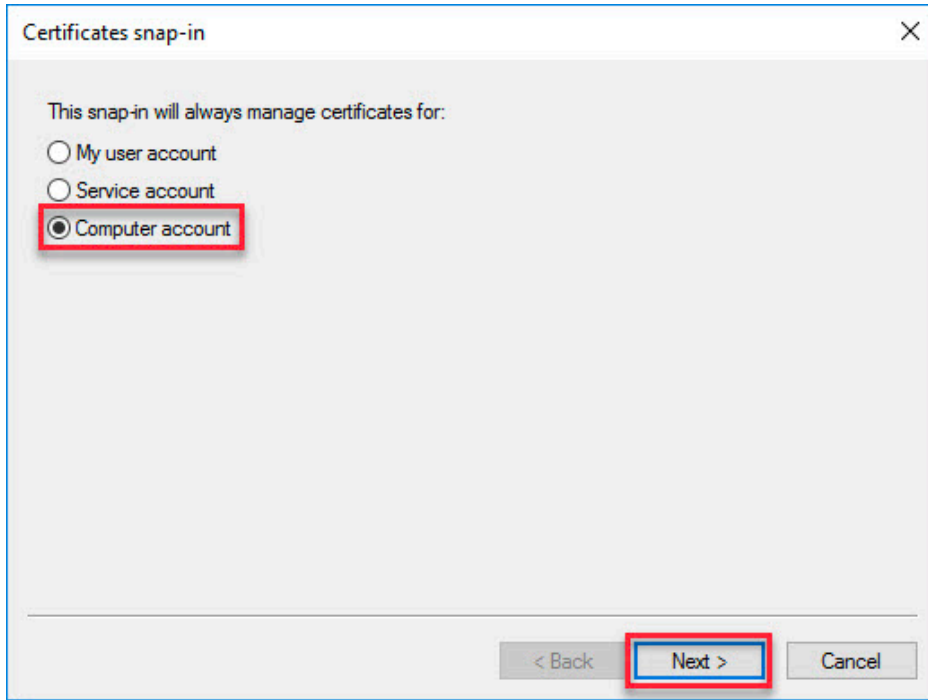 Certificates snap-in
This snap-in will always manage certificates for:
My user account
Service account
Computer account
< Back
Next >
Cancel